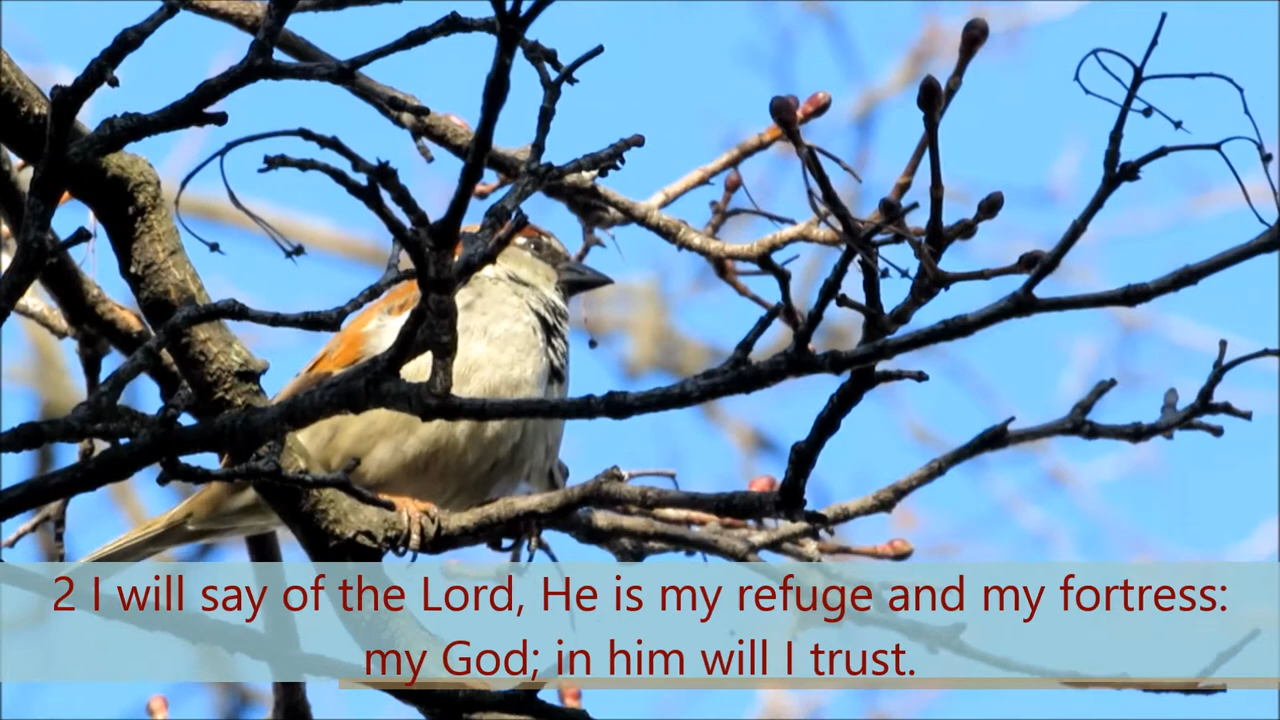 2 I will say of the Lord, He is my refuge and my fortress:
my God; in him will I trust.